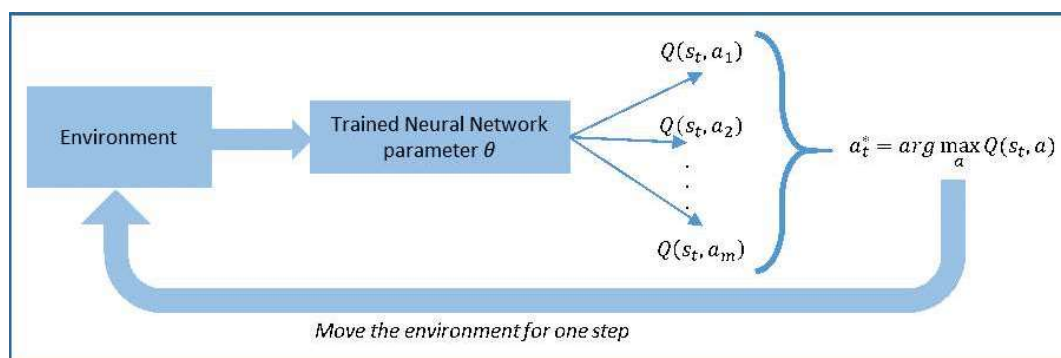 Environment
Trained Neural Network
parameter θ
Q(s_t, a_1)
Q(s_t, a_2)
.
.
.
Q(s_t, a_m)
a_t^* = arg max_a Q(s_t, a)
Move the environment for one step